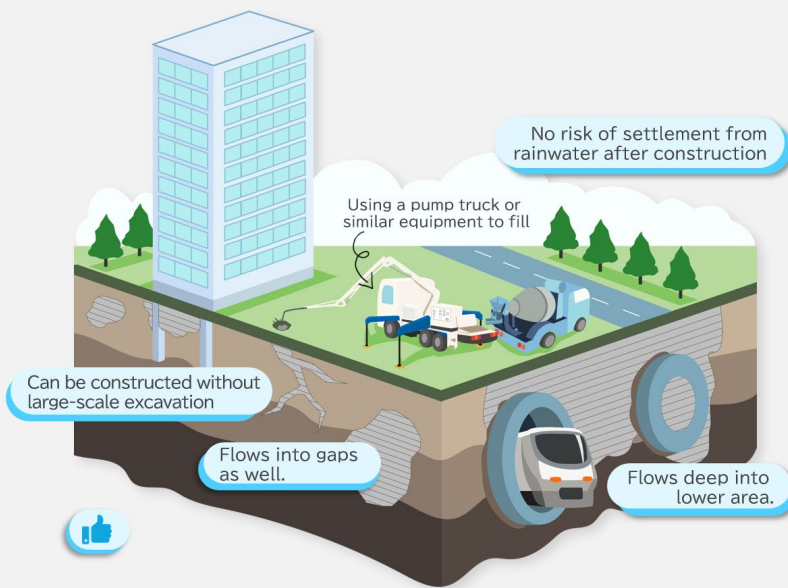 No risk of settlement from
rainwater after construction
Using a pump truck or
similar equipment to fill
Can be constructed without
large-scale excavation
Flows into gaps
as well.
Flows deep into
lower area.